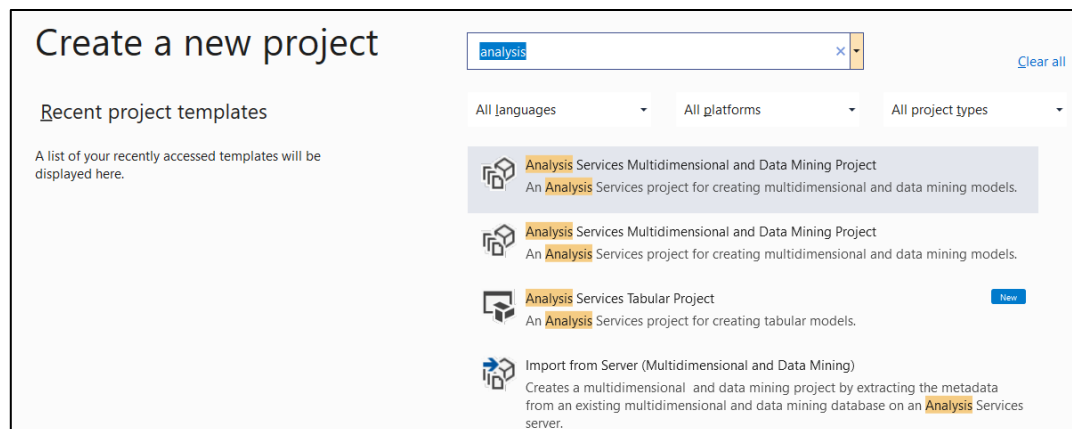 Create a new project
analysis
Clear all
Recent project templates
All languages
All platforms
All project types
A list of your recently accessed templates will
be displayed here.
Analysis Services Multidimensional and Data Mining Project
An Analysis Services project for creating multidimensional and data mining models.
Analysis Services Multidimensional and Data Mining Project
An Analysis Services project for creating multidimensional and data mining models.
Analysis Services Tabular Project
New
An Analysis Services project for creating tabular models.
Import from Server (Multidimensional and Data Mining)
Creates a multidimensional and data mining project by extracting the metadata
from an existing multidimensional and data mining database on an Analysis Services
server.